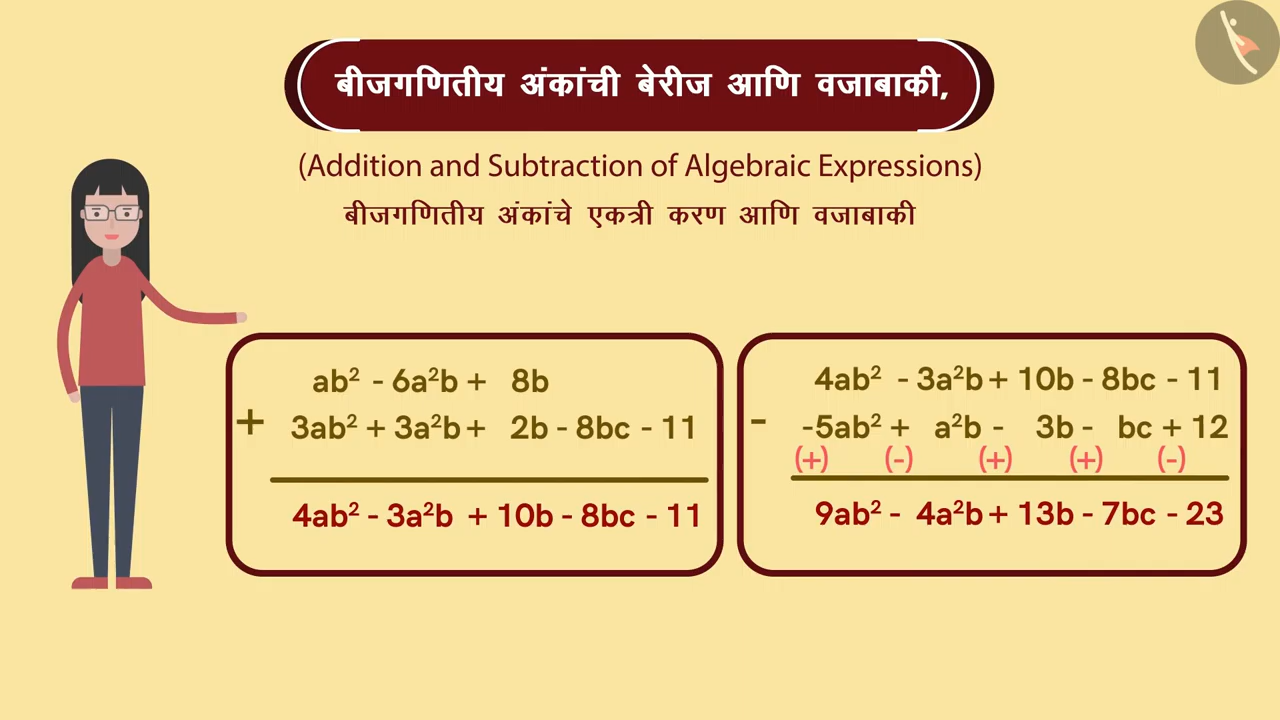 बीजगणितीय अंकांची बेरीज आणि वजाबाकी,
(Addition and Subtraction of Algebraic Expressions)
बीजगणितीय अंकांचे एकत्री करण आणि वजाबाकी
ab² - 6a²b + 8b
+ 3ab² + 3a²b + 2b - 8bc - 11
4ab² - 3a²b + 10b - 8bc - 11
4ab² - 3a²b + 10b - 8bc - 11
- -5ab² + a²b - 3b - bc + 12
(+) (-) (+) (+) (-)
9ab² - 4a²b + 13b - 7bc - 23